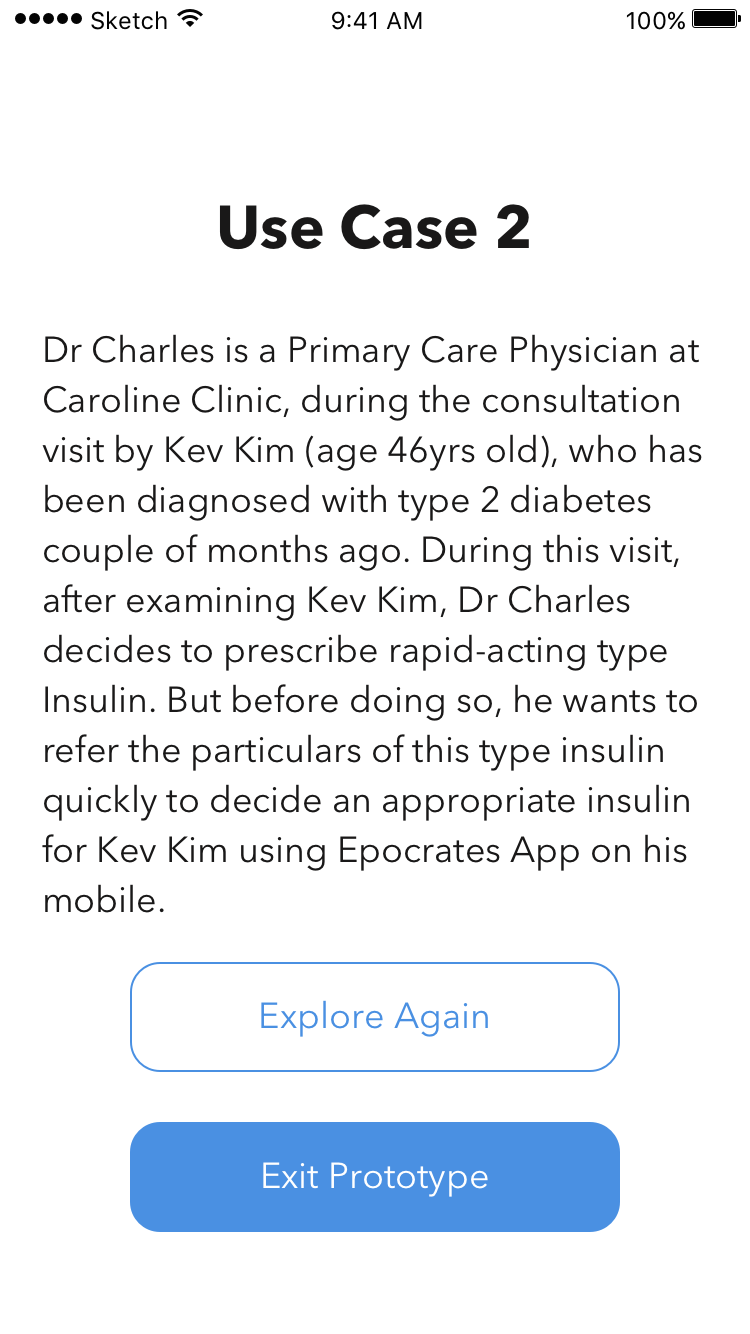 Sketch 9:41 AM 100%
Use Case 2
Dr Charles is a Primary Care Physician at
Caroline Clinic, during the consultation
visit by Kev Kim (age 46yrs old), who has
been diagnosed with type 2 diabetes
couple of months ago. During this visit,
after examining Kev Kim, Dr Charles
decides to prescribe rapid-acting type
Insulin. But before doing so, he wants to
refer the particulars of this type insulin
quickly to decide an appropriate insulin
for Kev Kim using Epocrates App on his
mobile.
Explore Again
Exit Prototype